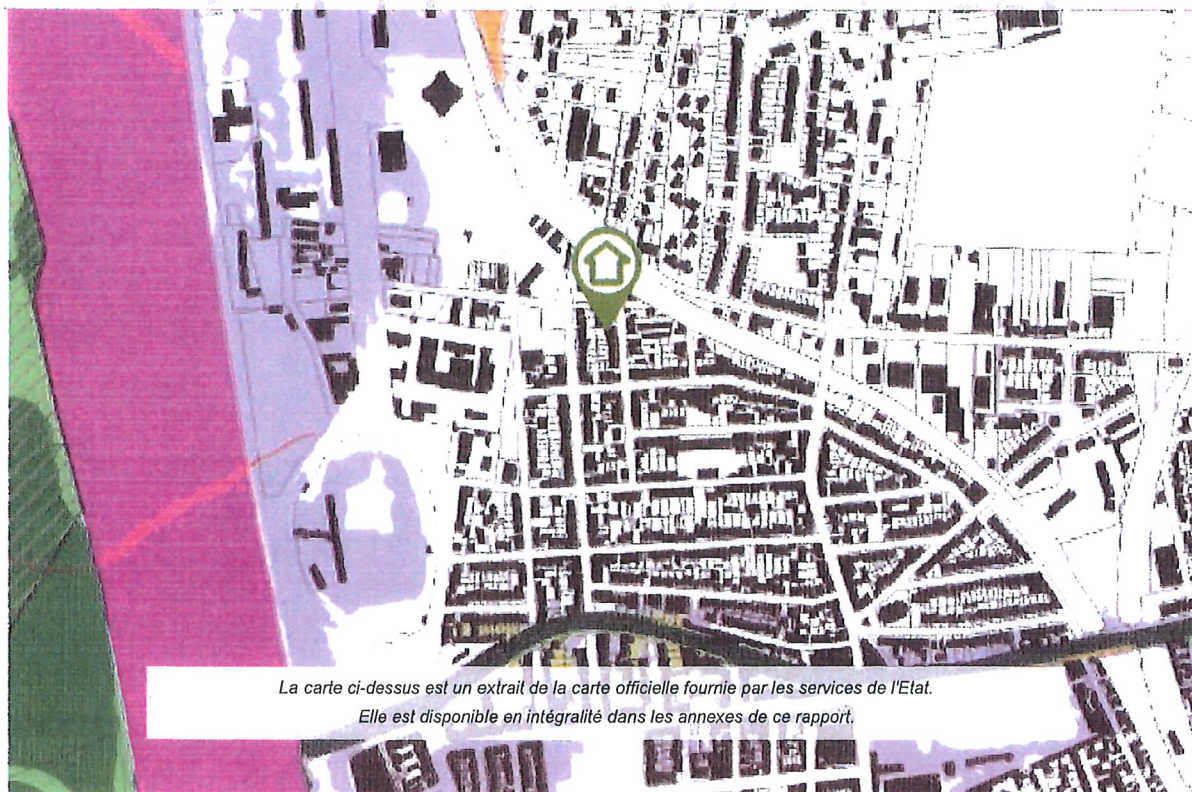 La carte ci-dessus est un extrait de la carte officielle fournie par les services de l'Etat.
Elle est disponible en intégralité dans les annexes de ce rapport.